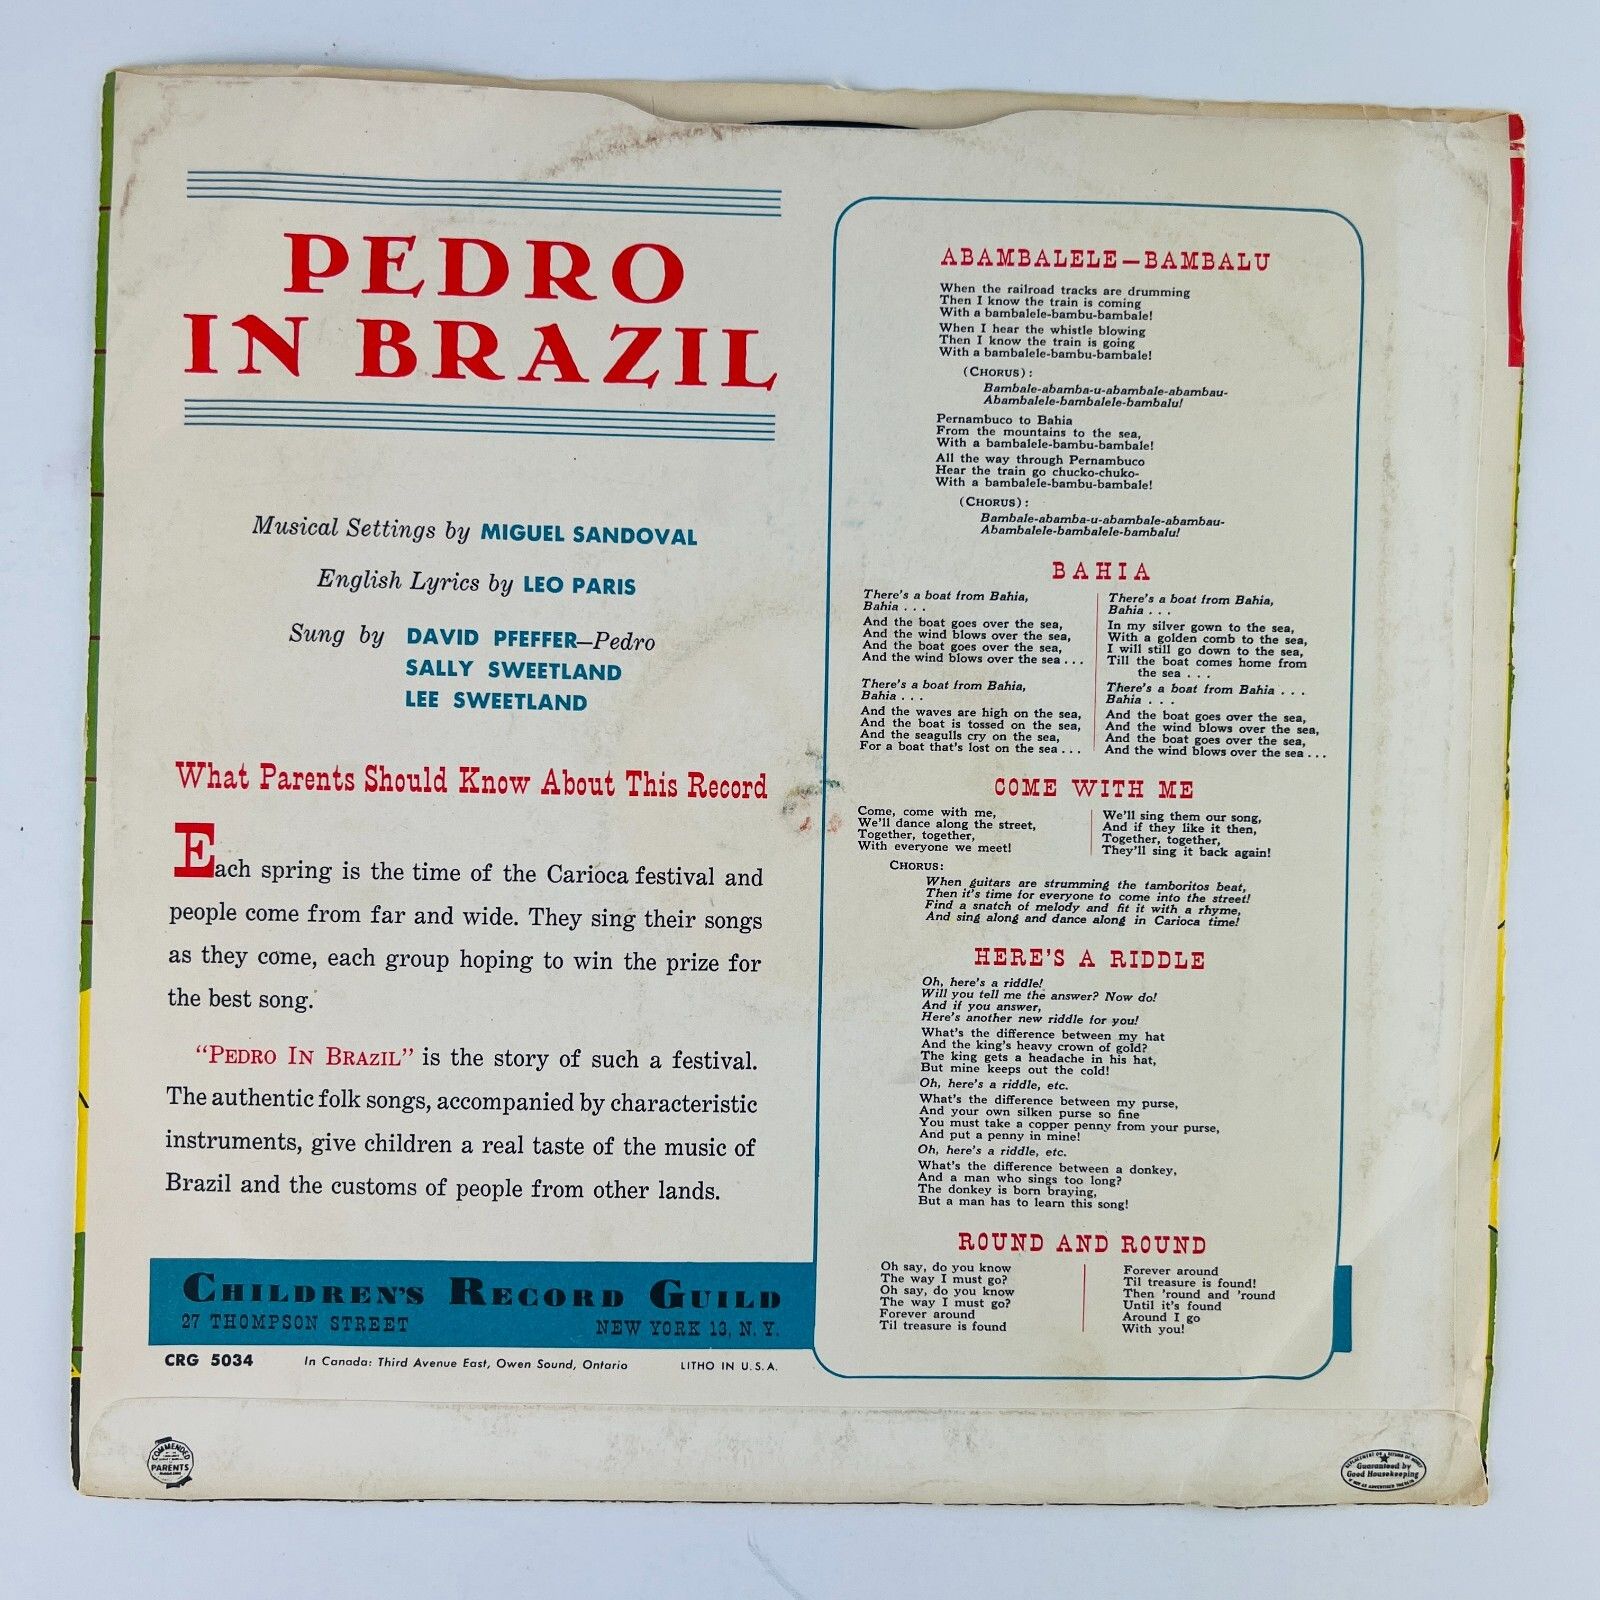 PEDRO
IN BRAZIL
Musical Settings by MIGUEL SANDOVAL
English Lyrics by LEO PARIS
Sung by DAVID PFEFFER—Pedro
SALLY SWEETLAND
LEE SWEETLAND
What Parents Should Know About This Record
Each spring is the time of the Carioca festival and
people come from far and wide. They sing their songs
as they come, each group hoping to win the prize for
the best song.
“PEDRO IN BRAZIL” is the story of such a festival.
The authentic folk songs, accompanied by characteristic
instruments, give children a real taste of the music of
Brazil and the customs of people from other lands.
CHILDREN'S RECORD GUILD
27 THOMPSON STREET NEW YORK 13, N. Y.
CRG 5034 In Canada: Third Avenue East, Owen Sound, Ontario LITHO IN U.S.A.
ABAMBALELE—BAMBALU
When the railroad tracks are drumming
Then I know the train is coming
With a bambalele-bambu-bambale!
When I hear the whistle blowing
Then I know the train is going
With a bambalele-bambu-bambale!
(CHORUS):
Bambale-abamba-u-abambale-abambau-
Abambalele-bambalele-bambalu!
Pernambuco to Bahia
From the mountains to the sea,
With a bambalele-bambu-bambale!
All the way through Pernambuco
Hear the train go chucko-chuko-
With a bambalele-bambu-bambale!
(CHORUS):
Bambale-abamba-u-abambale-abambau-
Abambalele-bambalele-bambalu!
BAHIA
There's a boat from Bahia,
Bahia . . .
And the boat goes over the sea,
And the wind blows over the sea,
And the boat goes over the sea,
And the wind blows over the sea . . .
There's a boat from Bahia,
Bahia . . .
And the waves are high on the sea,
And the boat is tossed on the sea,
And the seagulls cry on the sea,
For a boat that's lost on the sea . . .
There's a boat from Bahia,
Bahia . . .
In my silver gown to the sea,
With a golden comb to the sea,
I will still go down to the sea,
Till the boat comes home from
the sea . . .
There's a boat from Bahia . . .
Bahia . . .
And the boat goes over the sea,
And the wind blows over the sea,
And the boat goes over the sea,
And the wind blows over the sea . . .
COME WITH ME
Come, come with me,
We'll dance along the street,
Together, together,
With everyone we meet!
We'll sing them our song,
And if they like it then,
Together, together,
They'll sing it back again!
CHORUS:
When guitars are strumming the tamboritos beat,
Then it's time for everyone to come into the street!
Find a snatch of melody and fit it with a rhyme,
And sing along and dance along in Carioca time!
HERE'S A RIDDLE
Oh, here's a riddle!
Will you tell me the answer? Now do!
And if you answer,
Here's another new riddle for you!
What's the difference between my hat
And the king's heavy crown of gold?
The king gets a headache in his hat,
But mine keeps out the cold!
Oh, here's a riddle, etc.
What's the difference between my purse,
And your own silken purse so fine
You must take a copper penny from your purse,
And put a penny in mine!
Oh, here's a riddle, etc.
What's the difference between a donkey,
And a man who sings too long?
The donkey is born braying,
But a man has to learn this song!
ROUND AND ROUND
Oh say, do you know
The way I must go?
Oh say, do you know
The way I must go?
Forever around
Til treasure is found
Forever around
Til treasure is found!
Then 'round and 'round
Until it's found
Around I go
With you!
COMMENDED
PARENTS
REPLACEMENT OR A REFUND OF MONEY
Guaranteed by
Good Housekeeping